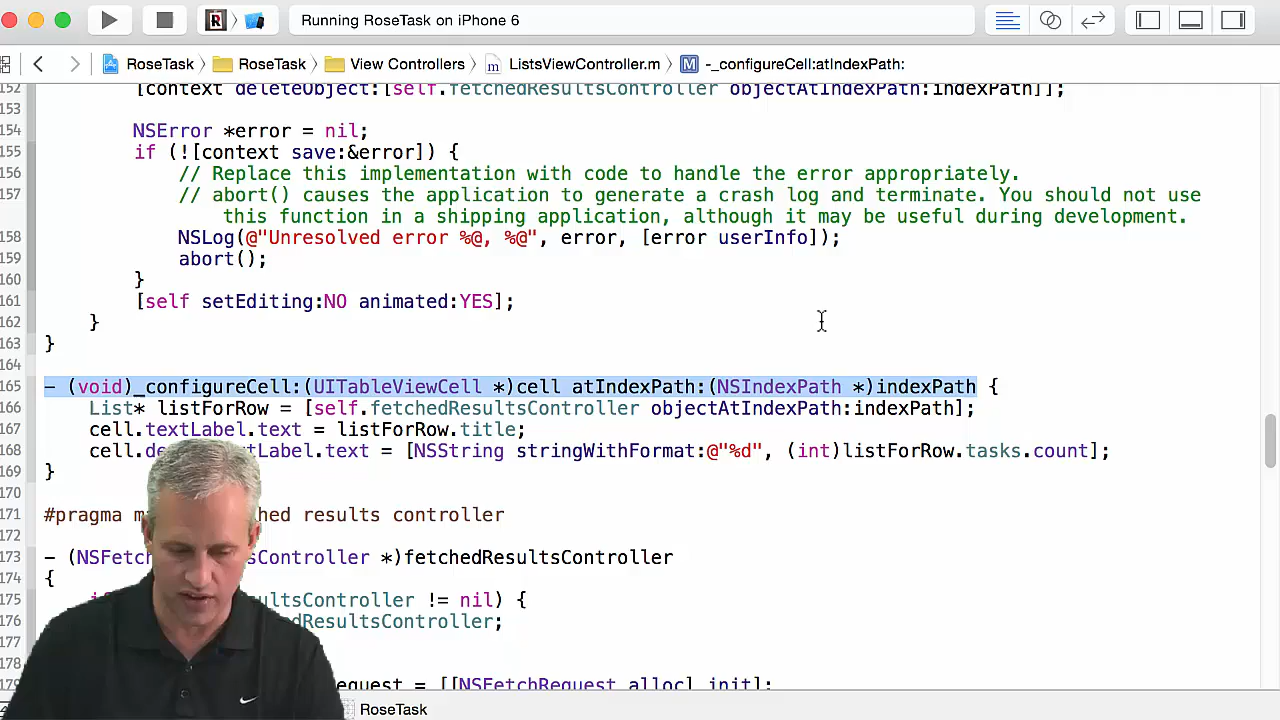 Running RoseTask on iPhone 6
RoseTask RoseTask View Controllers ListsViewController.m M -_configureCell:atIndexPath:
152 [context deleteObject:[self.fetchedResultsController objectAtIndexPath:indexPath]];
153
154 NSError *error = nil;
155 if (![context save:&error]) {
156 // Replace this implementation with code to handle the error appropriately.
157 // abort() causes the application to generate a crash log and terminate. You should not use
this function in a shipping application, although it may be useful during development.
158 NSLog(@"Unresolved error %@, %@", error, [error userInfo]);
159 abort();
160 }
161 [self setEditing:NO animated:YES];
162 }
163 }
164
165 - (void)_configureCell:(UITableViewCell *)cell atIndexPath:(NSIndexPath *)indexPath {
166 List* listForRow = [self.fetchedResultsController objectAtIndexPath:indexPath];
167 cell.textLabel.text = listForRow.title;
168 cell.de Label.text = [NSString stringWithFormat:@"%d", (int)listForRow.tasks.count];
169 }
170
171 #pragma m hed results controller
172
173 - (NSFetc sController *)fetchedResultsController
174 {
175 if ultsController != nil) {
176 edResultsController;
177
178
179 equest = [[NSFetchRequest alloc] init];
RoseTask